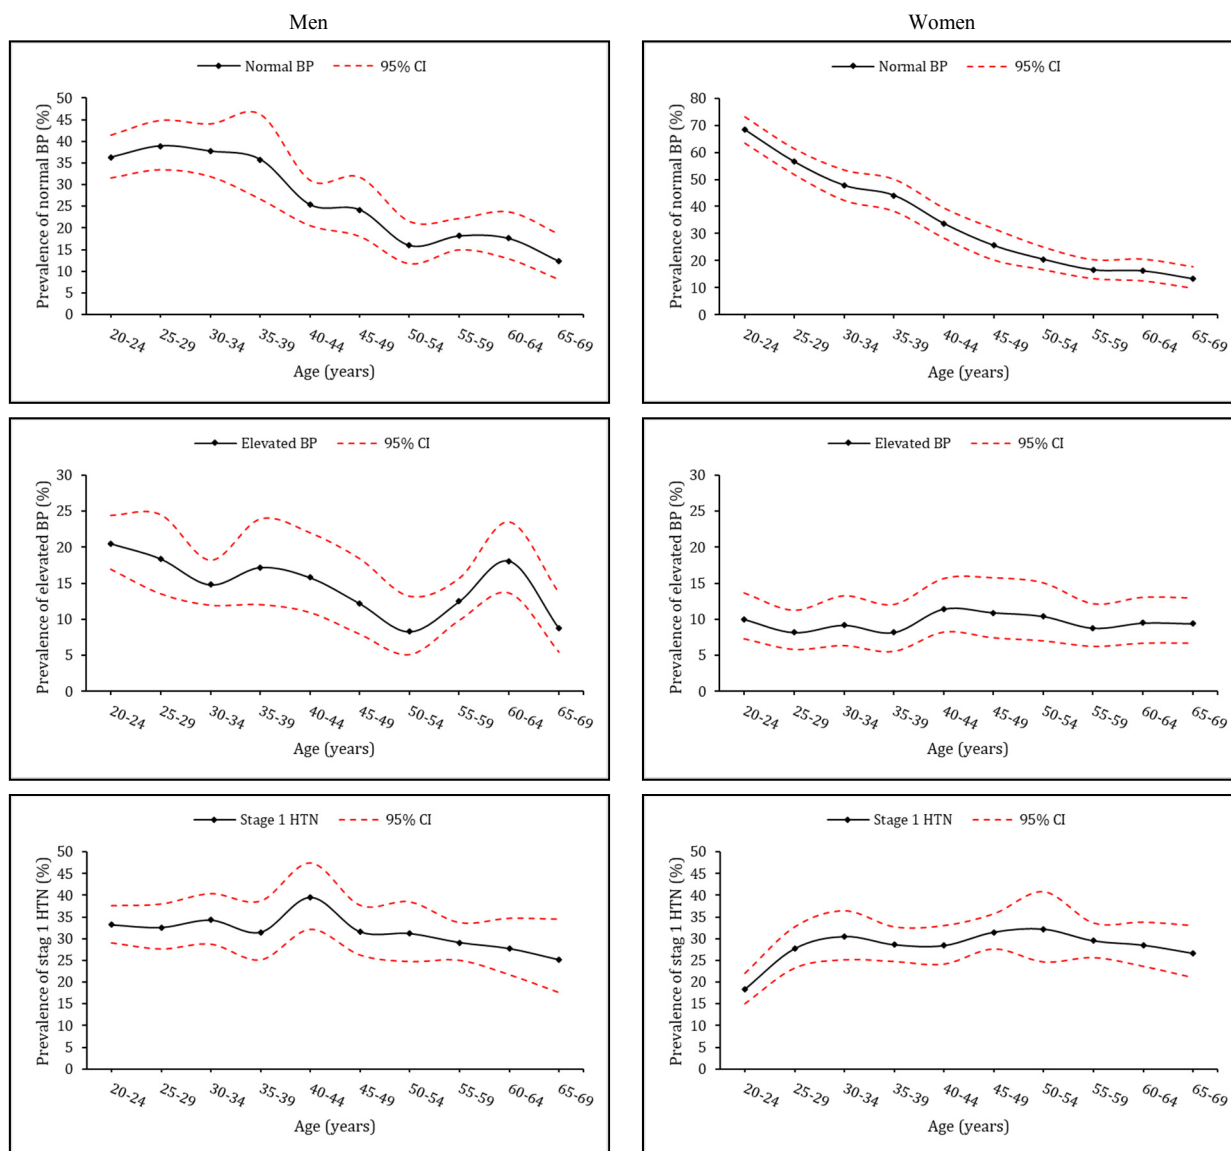 Men
Women
Normal BP 95% CI
Prevalence of normal BP (%)
50
45
40
35
30
25
20
15
10
5
0
20-24 25-29 30-34 35-39 40-44 45-49 50-54 55-59 60-64 65-69
Age (years)
Normal BP 95% CI
Prevalence of normal BP (%)
80
70
60
50
40
30
20
10
0
20-24 25-29 30-34 35-39 40-44 45-49 50-54 55-59 60-64 65-69
Age (years)
Elevated BP 95% CI
Prevalence of elevated BP (%)
30
25
20
15
10
5
0
20-24 25-29 30-34 35-39 40-44 45-49 50-54 55-59 60-64 65-69
Age (years)
Elevated BP 95% CI
Prevalence of elevated BP (%)
30
25
20
15
10
5
0
20-24 25-29 30-34 35-39 40-44 45-49 50-54 55-59 60-64 65-69
Age (years)
Stage 1 HTN 95% CI
Prevalence of stag 1 HTN (%)
50
45
40
35
30
25
20
15
10
5
0
20-24 25-29 30-34 35-39 40-44 45-49 50-54 55-59 60-64 65-69
Age (years)
Stage 1 HTN 95% CI
Prevalence of stag 1 HTN (%)
50
45
40
35
30
25
20
15
10
5
0
20-24 25-29 30-34 35-39 40-44 45-49 50-54 55-59 60-64 65-69
Age (years)